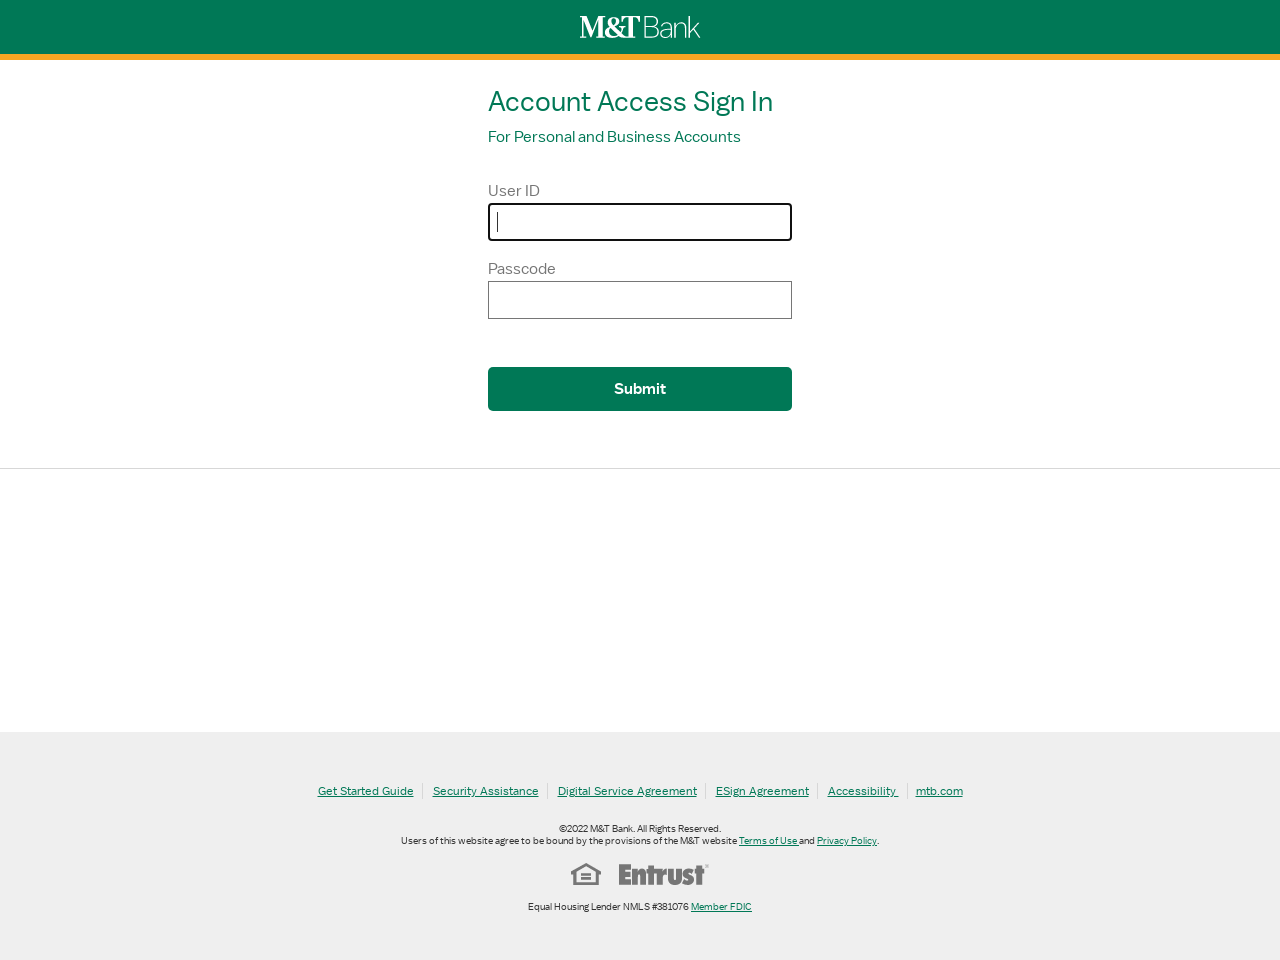 M&T Bank
Account Access Sign In
For Personal and Business Accounts
User ID
Passcode
Submit
Get Started Guide
Security Assistance
Digital Service Agreement
ESign Agreement
Accessibility
mtb.com
©2022 M&T Bank. All Rights Reserved.
Users of this website agree to be bound by the provisions of the M&T website Terms of Use and Privacy Policy.
Entrust®
Equal Housing Lender NMLS #381076 Member FDIC